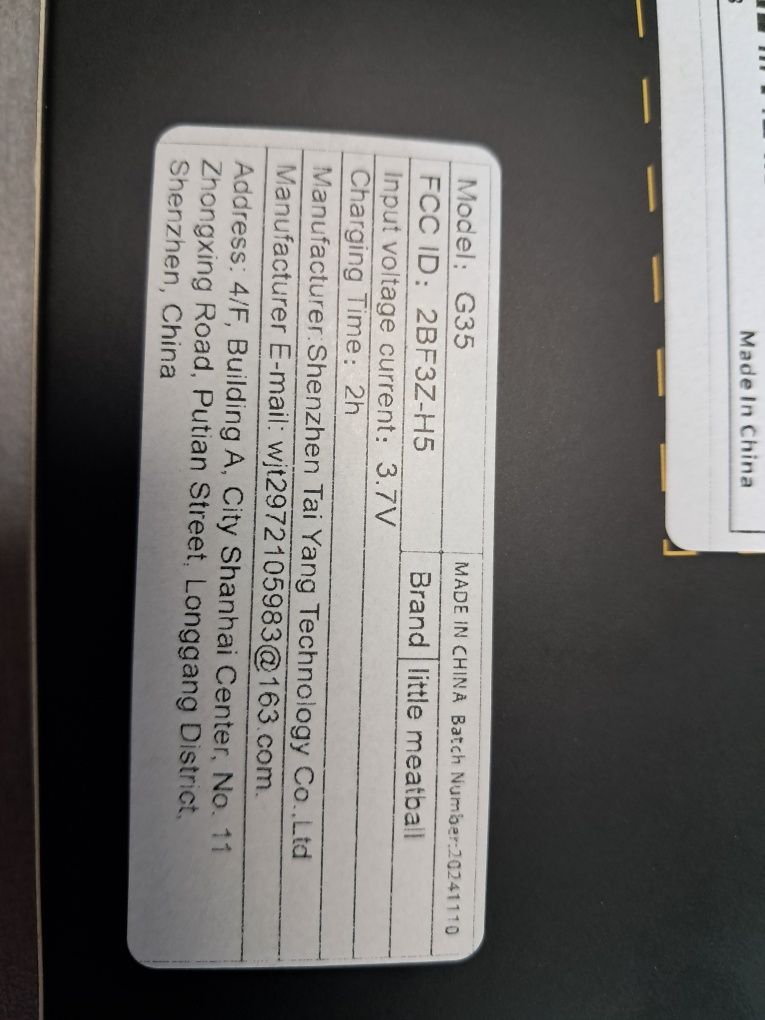 Model: G35
MADE IN CHINA Batch Number:20241110
FCC ID: 2BF3Z-H5
Brand little meatball
Input voltage current: 3.7V
Charging Time: 2h
Manufacturer:Shenzhen Tai Yang Technology Co.,Ltd
Manufacturer E-mail: wjt2972105983@163.com.
Address: 4/F, Building A, City Shanhai Center, No. 11
Zhongxing Road, Putian Street, Longgang District,
Shenzhen, China
Made In China